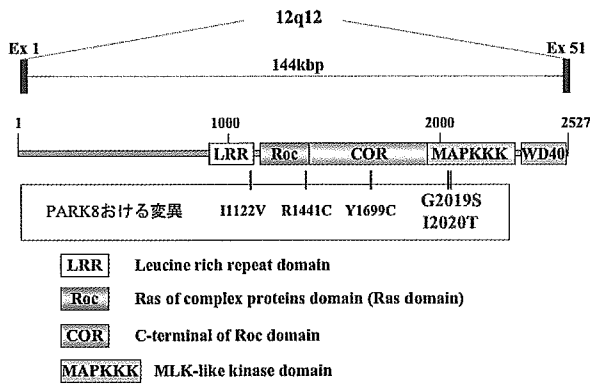 12q12
Ex 1
Ex 51
144kbp
1
1000
2000
2527
LRR
Roc
COR
MAPKKK
WD40
PARK8おける変異
I1122V
R1441C
Y1699C
G2019S
I2020T
LRR Leucine rich repeat domain
Roc Ras of complex proteins domain (Ras domain)
COR C-terminal of Roc domain
MAPKKK MLK-like kinase domain